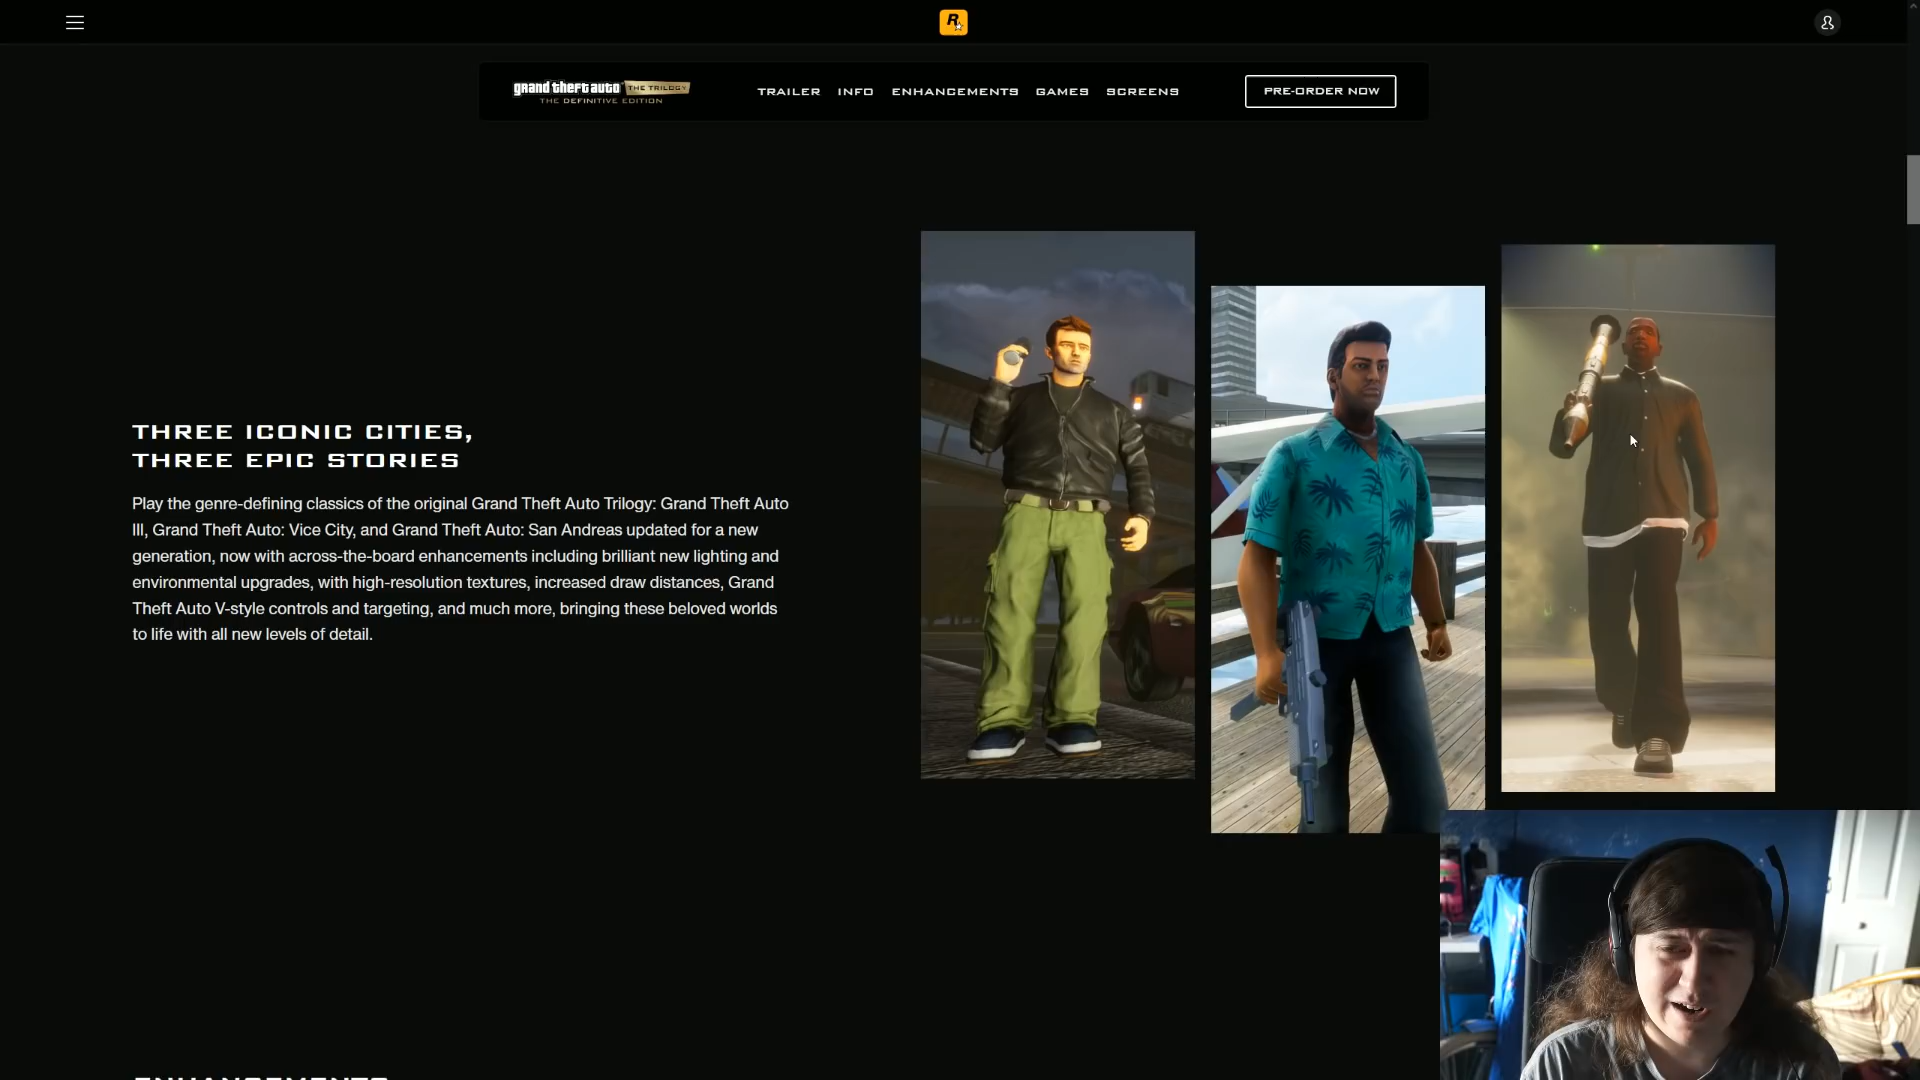 R
grand theft auto THE TRILOGY
THE DEFINITIVE EDITION
TRAILER INFO ENHANCEMENTS GAMES SCREENS
PRE-ORDER NOW
THREE ICONIC CITIES,
THREE EPIC STORIES
Play the genre-defining classics of the original Grand Theft Auto Trilogy: Grand Theft Auto
III, Grand Theft Auto: Vice City, and Grand Theft Auto: San Andreas updated for a new
generation, now with across-the-board enhancements including brilliant new lighting and
environmental upgrades, with high-resolution textures, increased draw distances, Grand
Theft Auto V-style controls and targeting, and much more, bringing these beloved worlds
to life with all new levels of detail.
ENHANCEMENTS